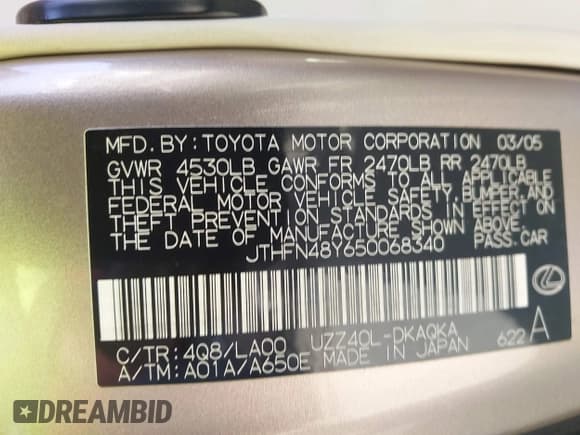 MFD. BY: TOYOTA MOTOR CORPORATION 03/05
GVWR 4530LB GAWR FR 2470LB RR 2470LB
THIS VEHICLE CONFORMS TO ALL APPLICABLE
FEDERAL MOTOR VEHICLE SAFETY, BUMPER, AND
THEFT PREVENTION STANDARDS IN EFFECT ON
THE DATE OF MANUFACTURE SHOWN ABOVE.
JTHFN48Y650068340 PASS. CAR
C/TR: 4Q8/LA00 UZZ40L-DKAQKA
A/TM: A01A/A650E MADE IN JAPAN 622 A
DREAMBID